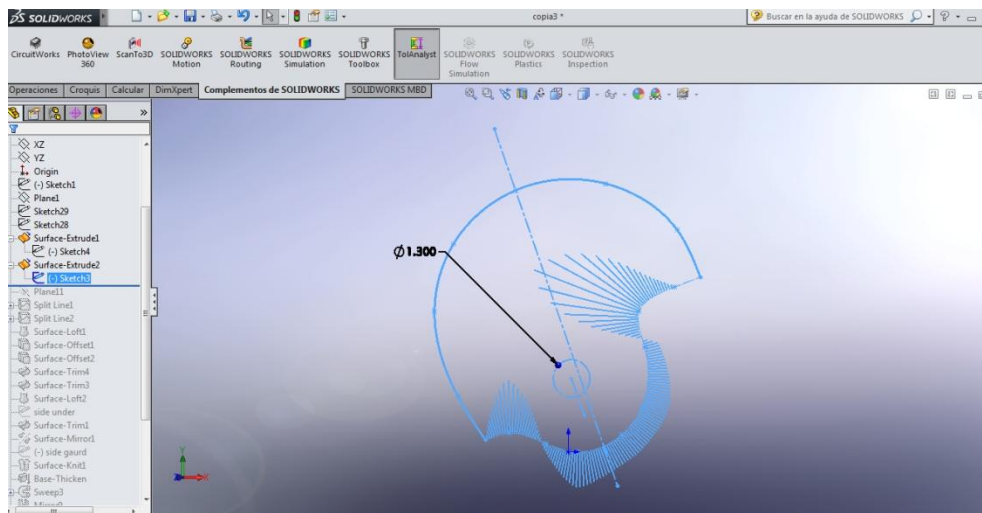 SOLIDWORKS
copia3 *
Buscar en la ayuda de SOLIDWORKS
CircuitWorks
PhotoView 360
ScanTo3D
SOLIDWORKS Motion
SOLIDWORKS Routing
SOLIDWORKS Simulation
SOLIDWORKS Toolbox
TolAnalyst
SOLIDWORKS Flow Simulation
SOLIDWORKS Plastics
SOLIDWORKS Inspection
Operaciones
Croquis
Calcular
DimXpert
Complementos de SOLIDWORKS
SOLIDWORKS MBD
XZ
YZ
Origin
(-) Sketch1
Plane1
Sketch29
Sketch28
Surface-Extrude1
(-) Sketch4
Surface-Extrude2
(-) Sketch3
Plane11
Split Line1
Split Line2
Surface-Loft1
Surface-Offset1
Surface-Offset2
Surface-Trim4
Surface-Trim3
Surface-Loft2
side under
Surface-Trim1
Surface-Mirror1
(-) side gaurd
Surface-Knit1
Base-Thicken
Sweep3
Ø1.300